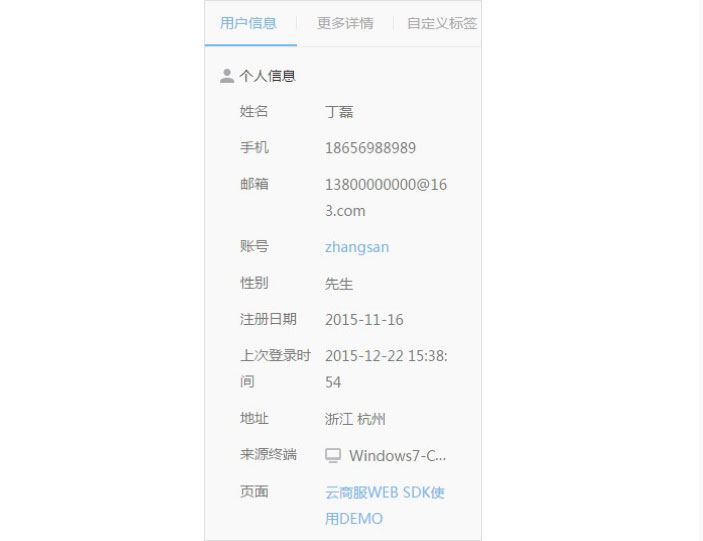 用户信息 更多详情 自定义标签
个人信息
姓名 丁磊
手机 18656988989
邮箱 13800000000@16
3.com
账号 zhangsan
性别 先生
注册日期 2015-11-16
上次登录时 2015-12-22 15:38:
间 54
地址 浙江 杭州
来源终端 Windows7-C...
页面 云商服WEB SDK使
用DEMO